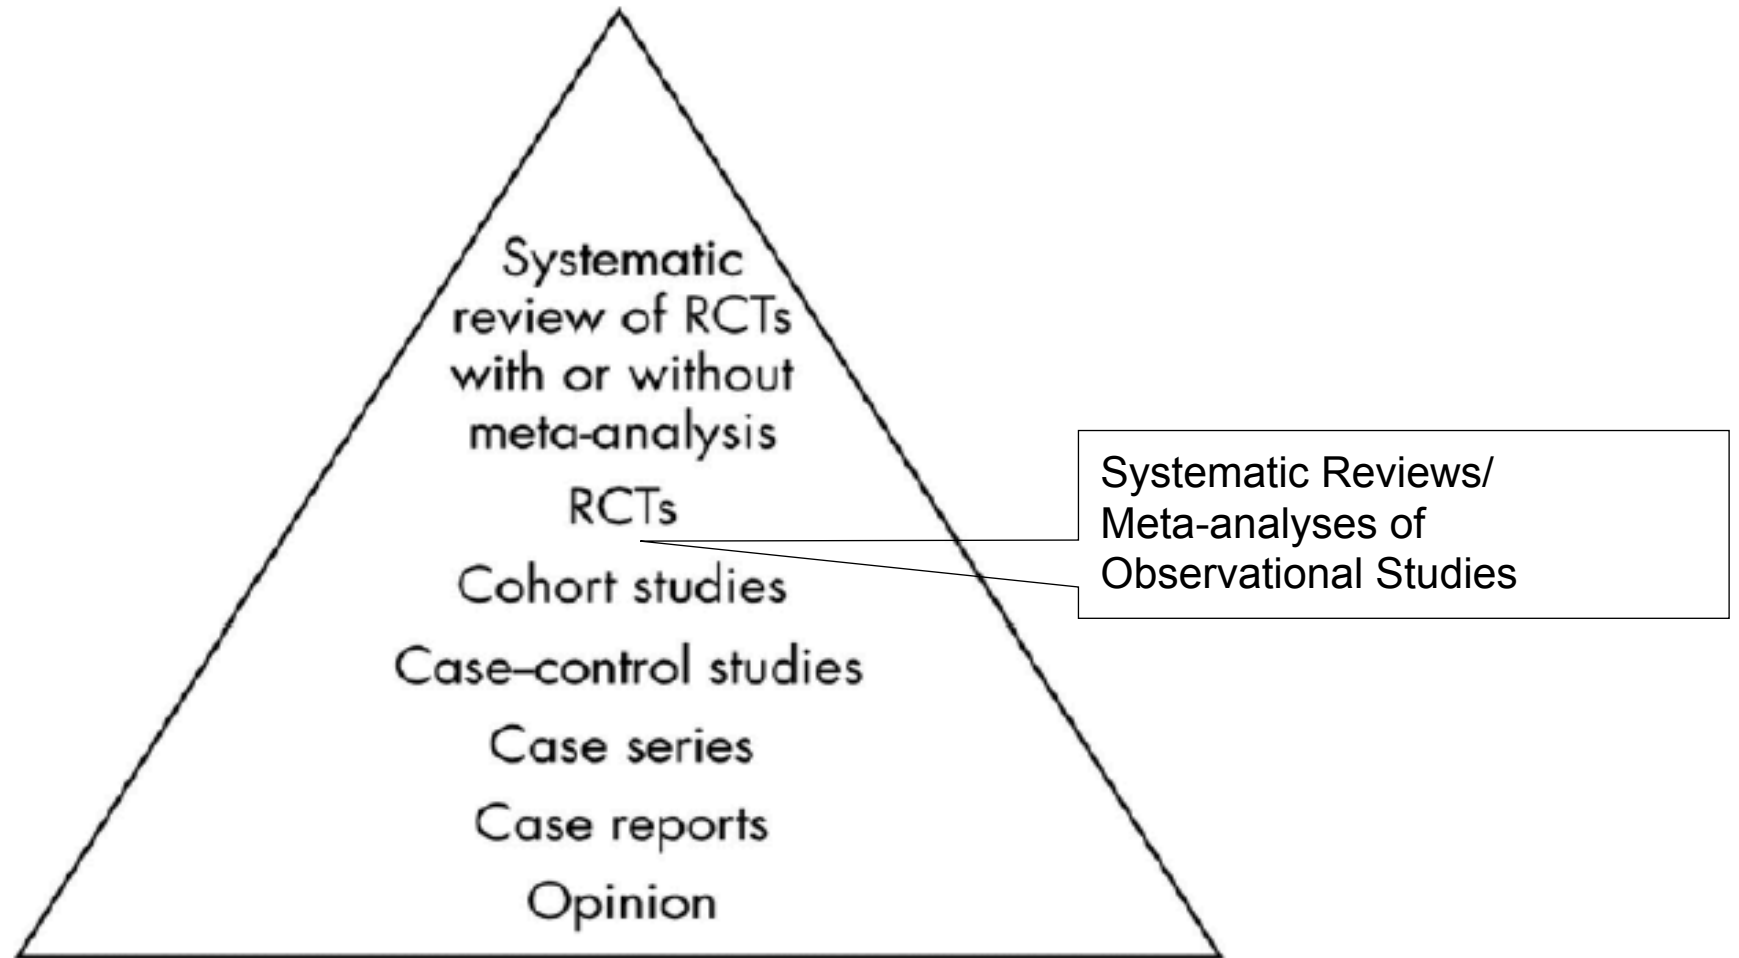 Systematic
review of RCTs
with or without
meta-analysis
RCTs
Systematic Reviews/
Meta-analyses of
Observational Studies
Cohort studies
Case–control studies
Case series
Case reports
Opinion